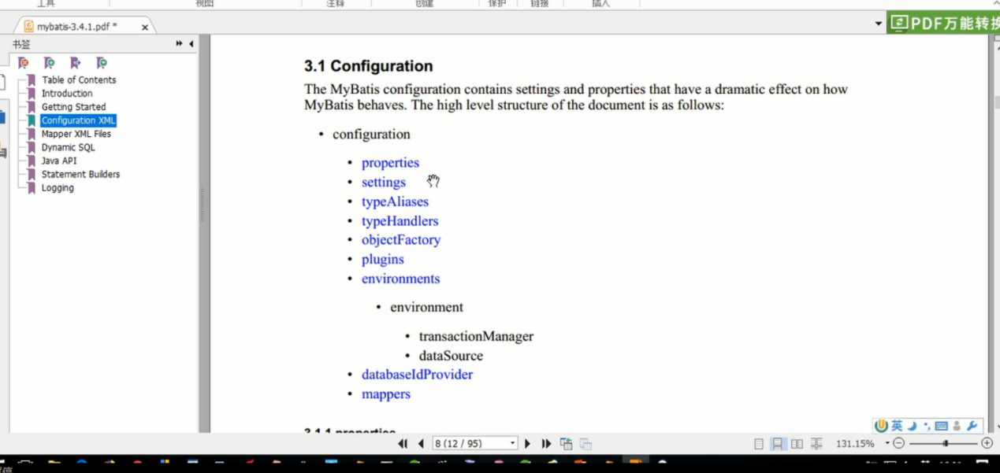 工具 视图 注释 创建 保护 链接 插入
mybatis-3.4.1.pdf *
PDF万能转换
书签
Table of Contents
Introduction
Getting Started
Configuration XML
Mapper XML Files
Dynamic SQL
Java API
Statement Builders
Logging
3.1 Configuration
The MyBatis configuration contains settings and properties that have a dramatic effect on how
MyBatis behaves. The high level structure of the document is as follows:
• configuration
• properties
• settings
• typeAliases
• typeHandlers
• objectFactory
• plugins
• environments
• environment
• transactionManager
• dataSource
• databaseIdProvider
• mappers
3.1.1 properties
英
8 (12 / 95)
131.15%